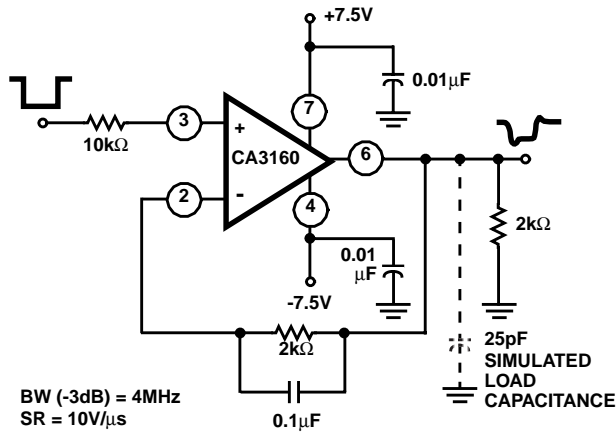 +7.5V
0.01µF
7
3
+
10kΩ
CA3160
6
2
-
4
0.01
µF
2kΩ
-7.5V
2kΩ
0.1µF
25pF
SIMULATED
LOAD
CAPACITANCE
BW (-3dB) = 4MHz
SR = 10V/µs